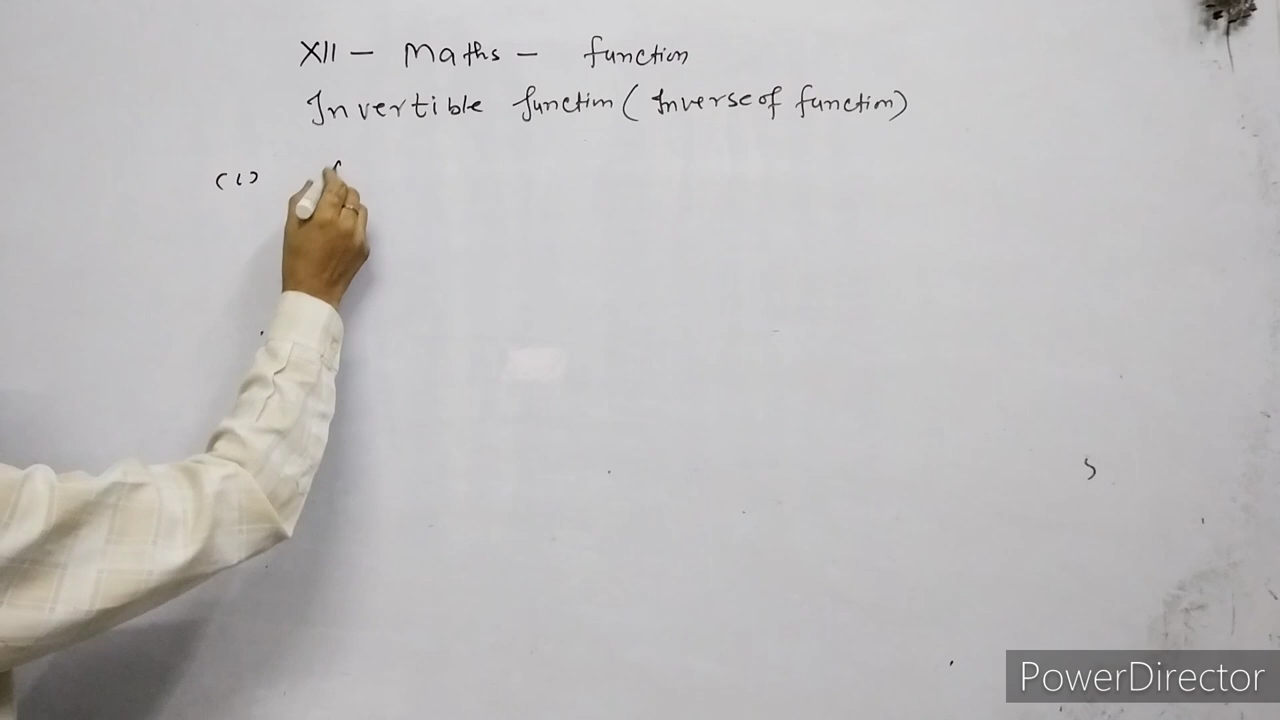 XII - Maths - function
Invertible function (Inverse of function)
(1) f
PowerDirector